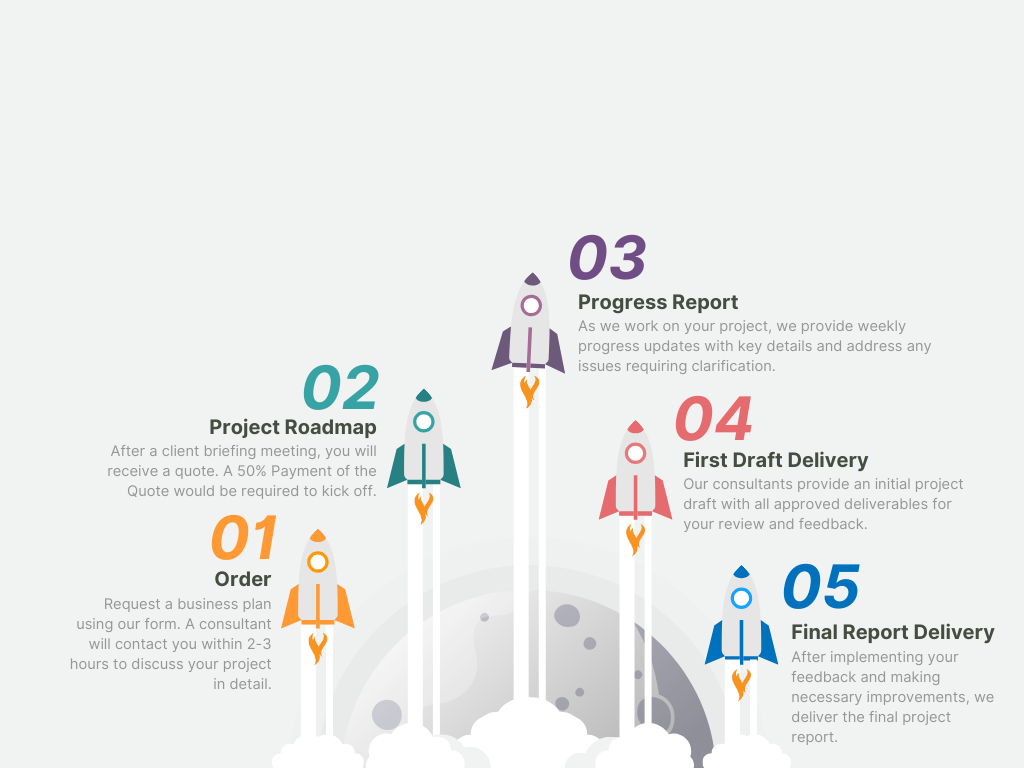 01
Order
Request a business plan
using our form. A consultant
will contact you within 2-3
hours to discuss your project
in detail.
02
Project Roadmap
After a client briefing meeting, you will
receive a quote. A 50% Payment of the
Quote would be required to kick off.
03
Progress Report
As we work on your project, we provide weekly
progress updates with key details and address any
issues requiring clarification.
04
First Draft Delivery
Our consultants provide an initial project
draft with all approved deliverables for
your review and feedback.
05
Final Report Delivery
After implementing your
feedback and making
necessary improvements, we
deliver the final project
report.